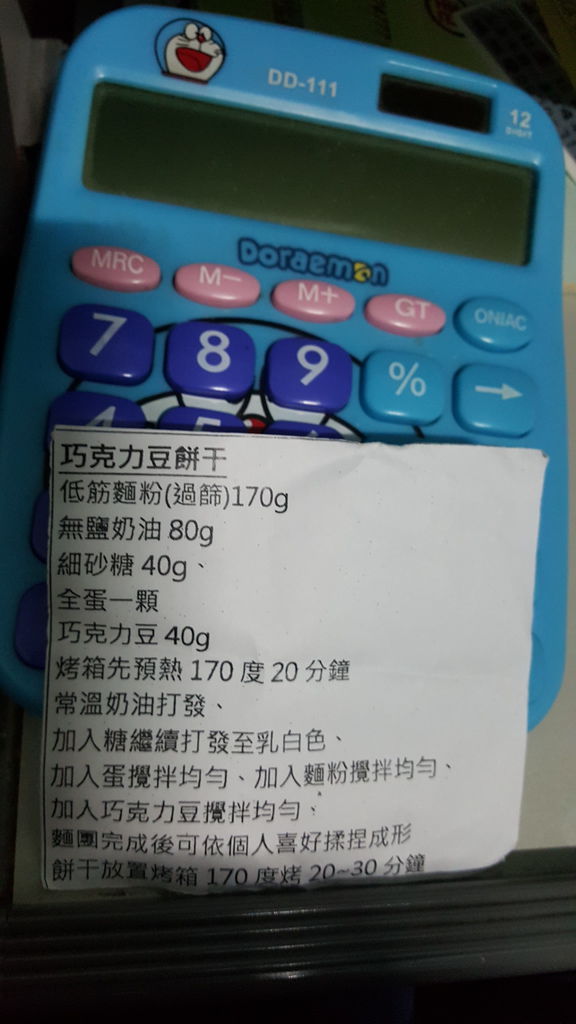 DD-111
12
DIGIT
Doraemon
MRC M− M+ GT ON/AC
7 8 9 % →
巧克力豆餅干
低筋麵粉(過篩)170g
無鹽奶油 80g
細砂糖 40g、
全蛋一顆
巧克力豆 40g
烤箱先預熱 170 度 20 分鐘
常溫奶油打發、
加入糖繼續打發至乳白色、
加入蛋攪拌均勻、加入麵粉攪拌均勻、
加入巧克力豆攪拌均勻、
麵團完成後可依個人喜好揉捏成形
餅干放置烤箱 170 度烤 20~30 分鐘